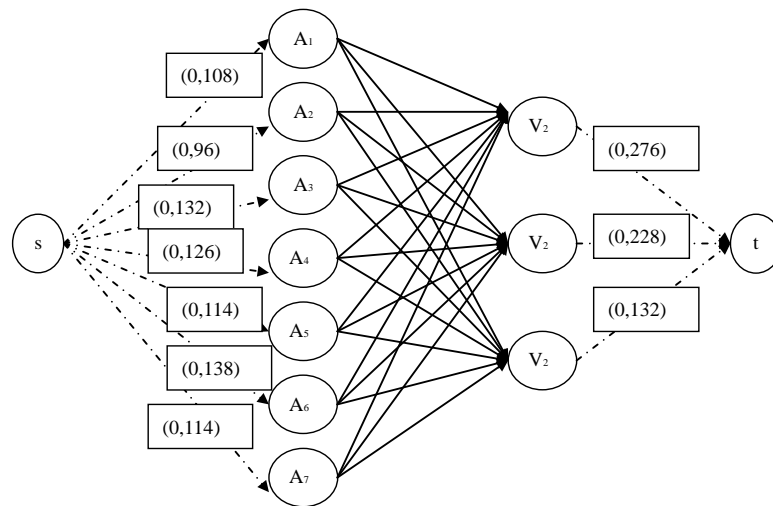 A₁
(0,108)
A₂
V₂
(0,96)
(0,276)
A₃
(0,132)
s
(0,126)
A₄
V₂
(0,228)
t
(0,114)
A₅
(0,132)
(0,138)
V₂
A₆
(0,114)
A₇